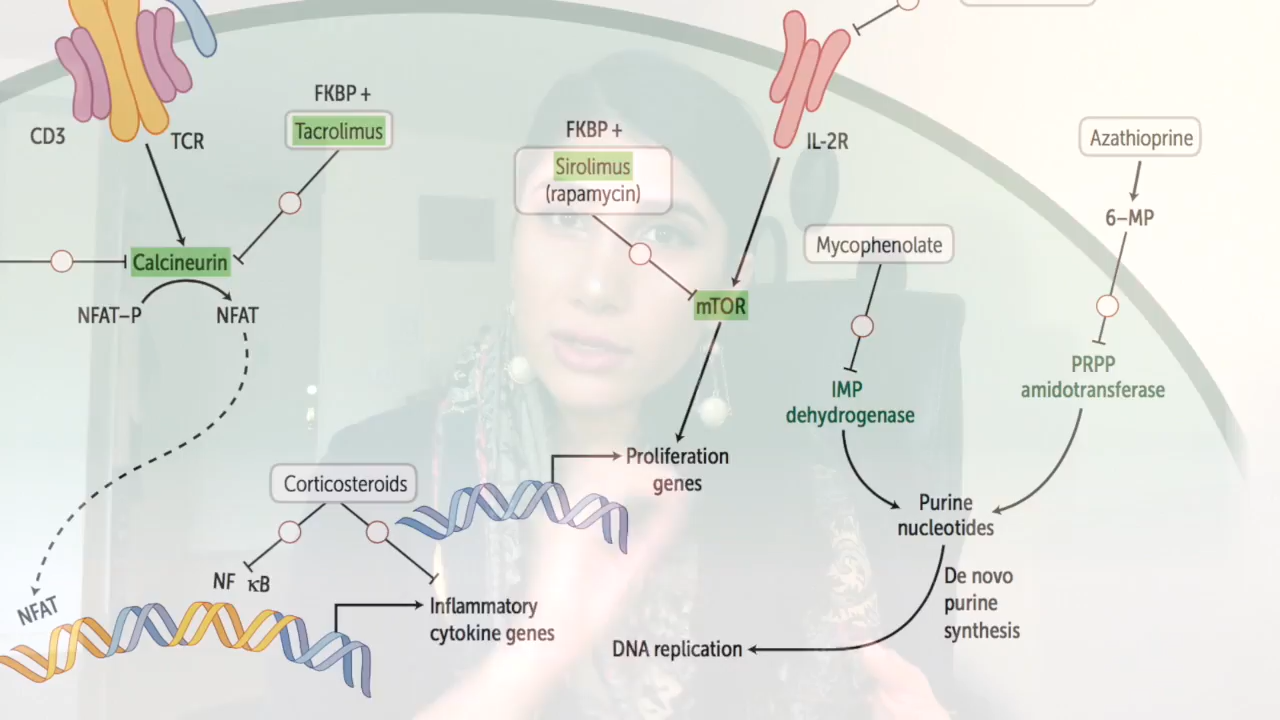 CD3
TCR
FKBP +
Tacrolimus
Calcineurin
NFAT–P
NFAT
NFAT
Corticosteroids
NF κB
Inflammatory
cytokine genes
FKBP +
Sirolimus
(rapamycin)
IL-2R
mTOR
Proliferation
genes
Mycophenolate
IMP
dehydrogenase
Azathioprine
6–MP
PRPP
amidotransferase
Purine
nucleotides
De novo
purine
synthesis
DNA replication